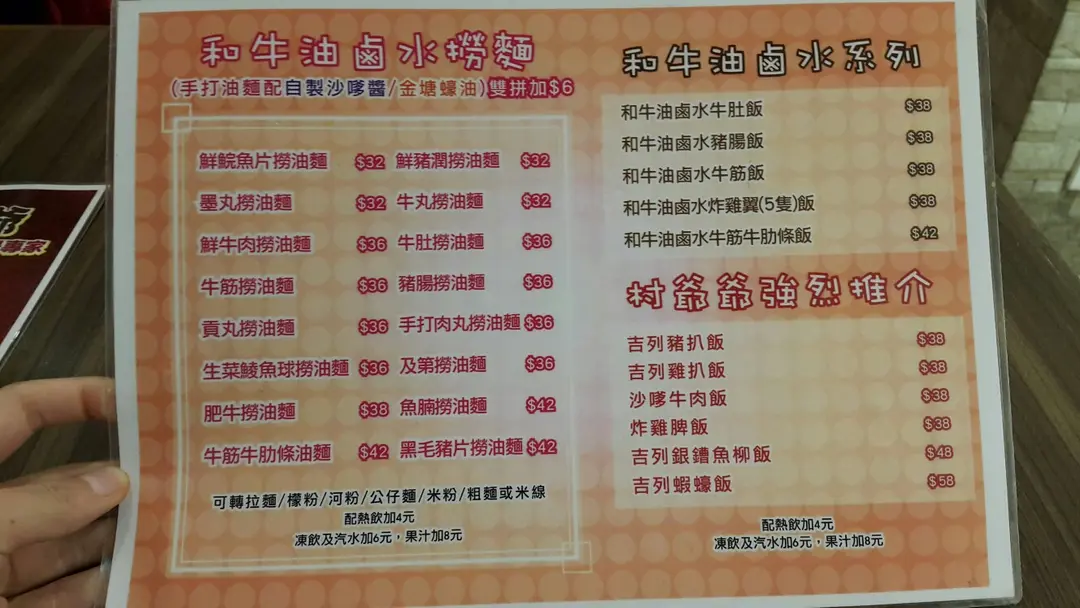 和牛油鹵水撈麵
(手打油麵配自製沙嗲醬/金塘蠔油)雙拼加$6
鮮鯇魚片撈油麵 $32 鮮豬潤撈油麵 $32
墨丸撈油麵 $32 牛丸撈油麵 $32
鮮牛肉撈油麵 $36 牛肚撈油麵 $36
牛筋撈油麵 $36 豬腸撈油麵 $36
貢丸撈油麵 $36 手打肉丸撈油麵 $36
生菜鯪魚球撈油麵 $36 及第撈油麵 $36
肥牛撈油麵 $38 魚腩撈油麵 $42
牛筋牛肋條油麵 $42 黑毛豬片撈油麵 $42
可轉拉麵/檬粉/河粉/公仔麵/米粉/粗麵或米線
配熱飲加4元
凍飲及汽水加6元，果汁加8元
和牛油鹵水系列
和牛油鹵水牛肚飯 $38
和牛油鹵水豬腸飯 $38
和牛油鹵水牛筋飯 $38
和牛油鹵水炸雞翼(5隻)飯 $38
和牛油鹵水牛筋牛肋條飯 $42
村爺爺強烈推介
吉列豬扒飯 $38
吉列雞扒飯 $38
沙嗲牛肉飯 $38
炸雞脾飯 $38
吉列銀鱈魚柳飯 $48
吉列蝦蠔飯 $58
配熱飲加4元
凍飲及汽水加6元，果汁加8元
專家